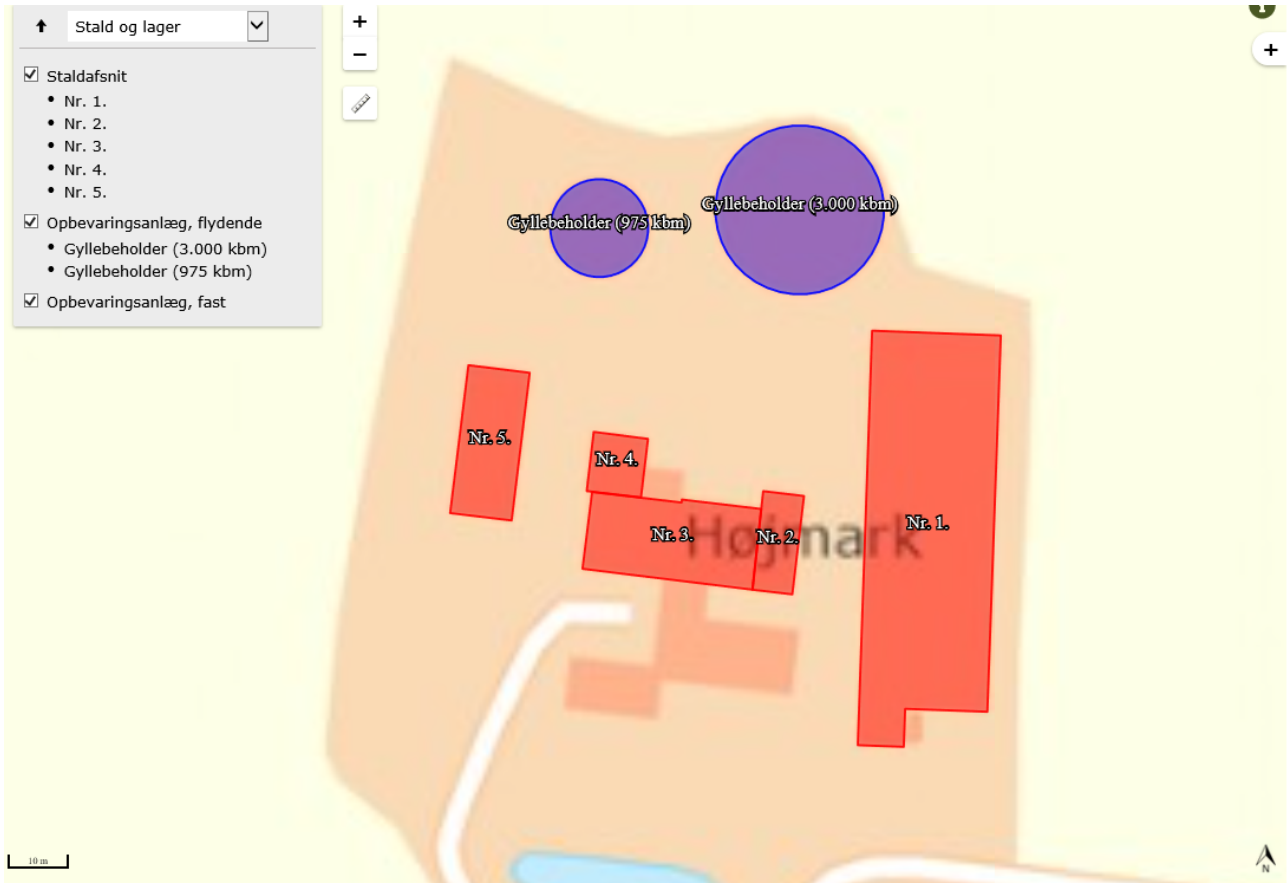 Stald og lager
Staldafsnit
Nr. 1.
Nr. 2.
Nr. 3.
Nr. 4.
Nr. 5.
Opbevaringsanlæg, flydende
Gyllebeholder (3.000 kbm)
Gyllebeholder (975 kbm)
Opbevaringsanlæg, fast
+
−
+
Gyllebeholder (3.000 kbm)
Gyllebeholder (975 kbm)
Nr. 5.
Nr. 4.
Nr. 3.
Nr. 2.
Nr. 1.
Højmark
10 m
N